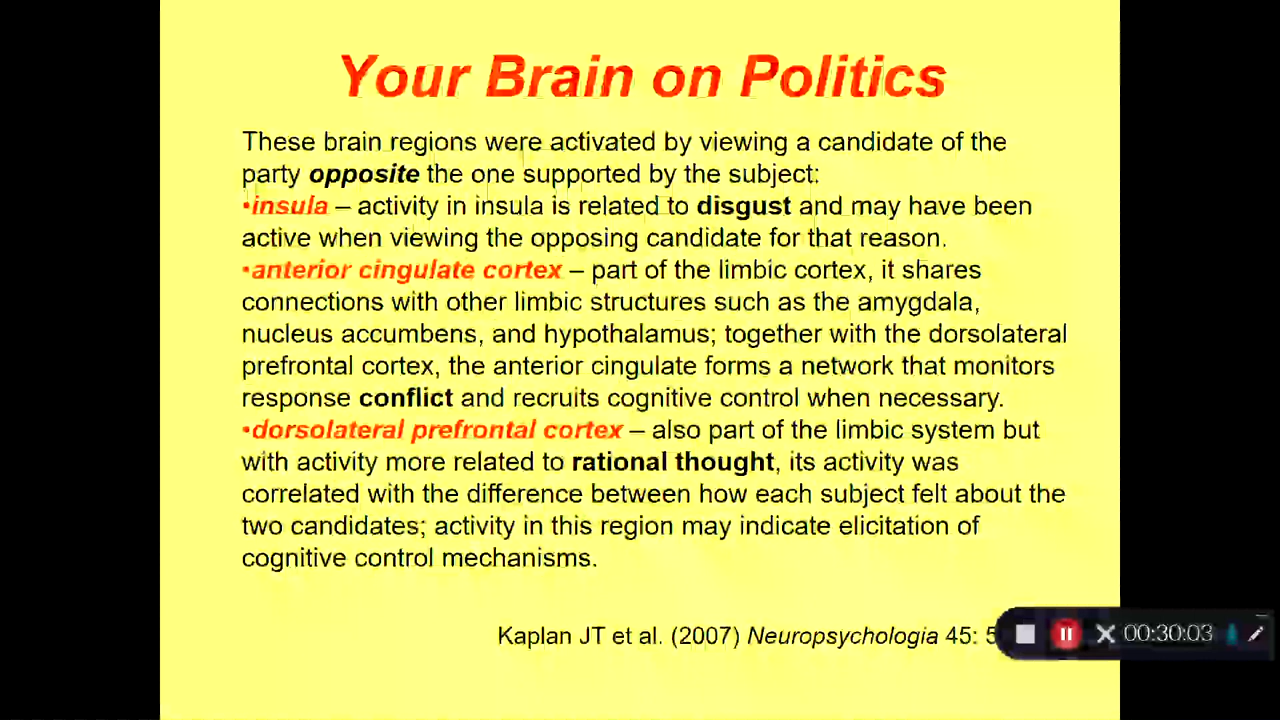 Your Brain on Politics
These brain regions were activated by viewing a candidate of the
party opposite the one supported by the subject:
•insula – activity in insula is related to disgust and may have been
active when viewing the opposing candidate for that reason.
•anterior cingulate cortex – part of the limbic cortex, it shares
connections with other limbic structures such as the amygdala,
nucleus accumbens, and hypothalamus; together with the dorsolateral
prefrontal cortex, the anterior cingulate forms a network that monitors
response conflict and recruits cognitive control when necessary.
•dorsolateral prefrontal cortex – also part of the limbic system but
with activity more related to rational thought, its activity was
correlated with the difference between how each subject felt about the
two candidates; activity in this region may indicate elicitation of
cognitive control mechanisms.
Kaplan JT et al. (2007) Neuropsychologia 45:
00:30:03